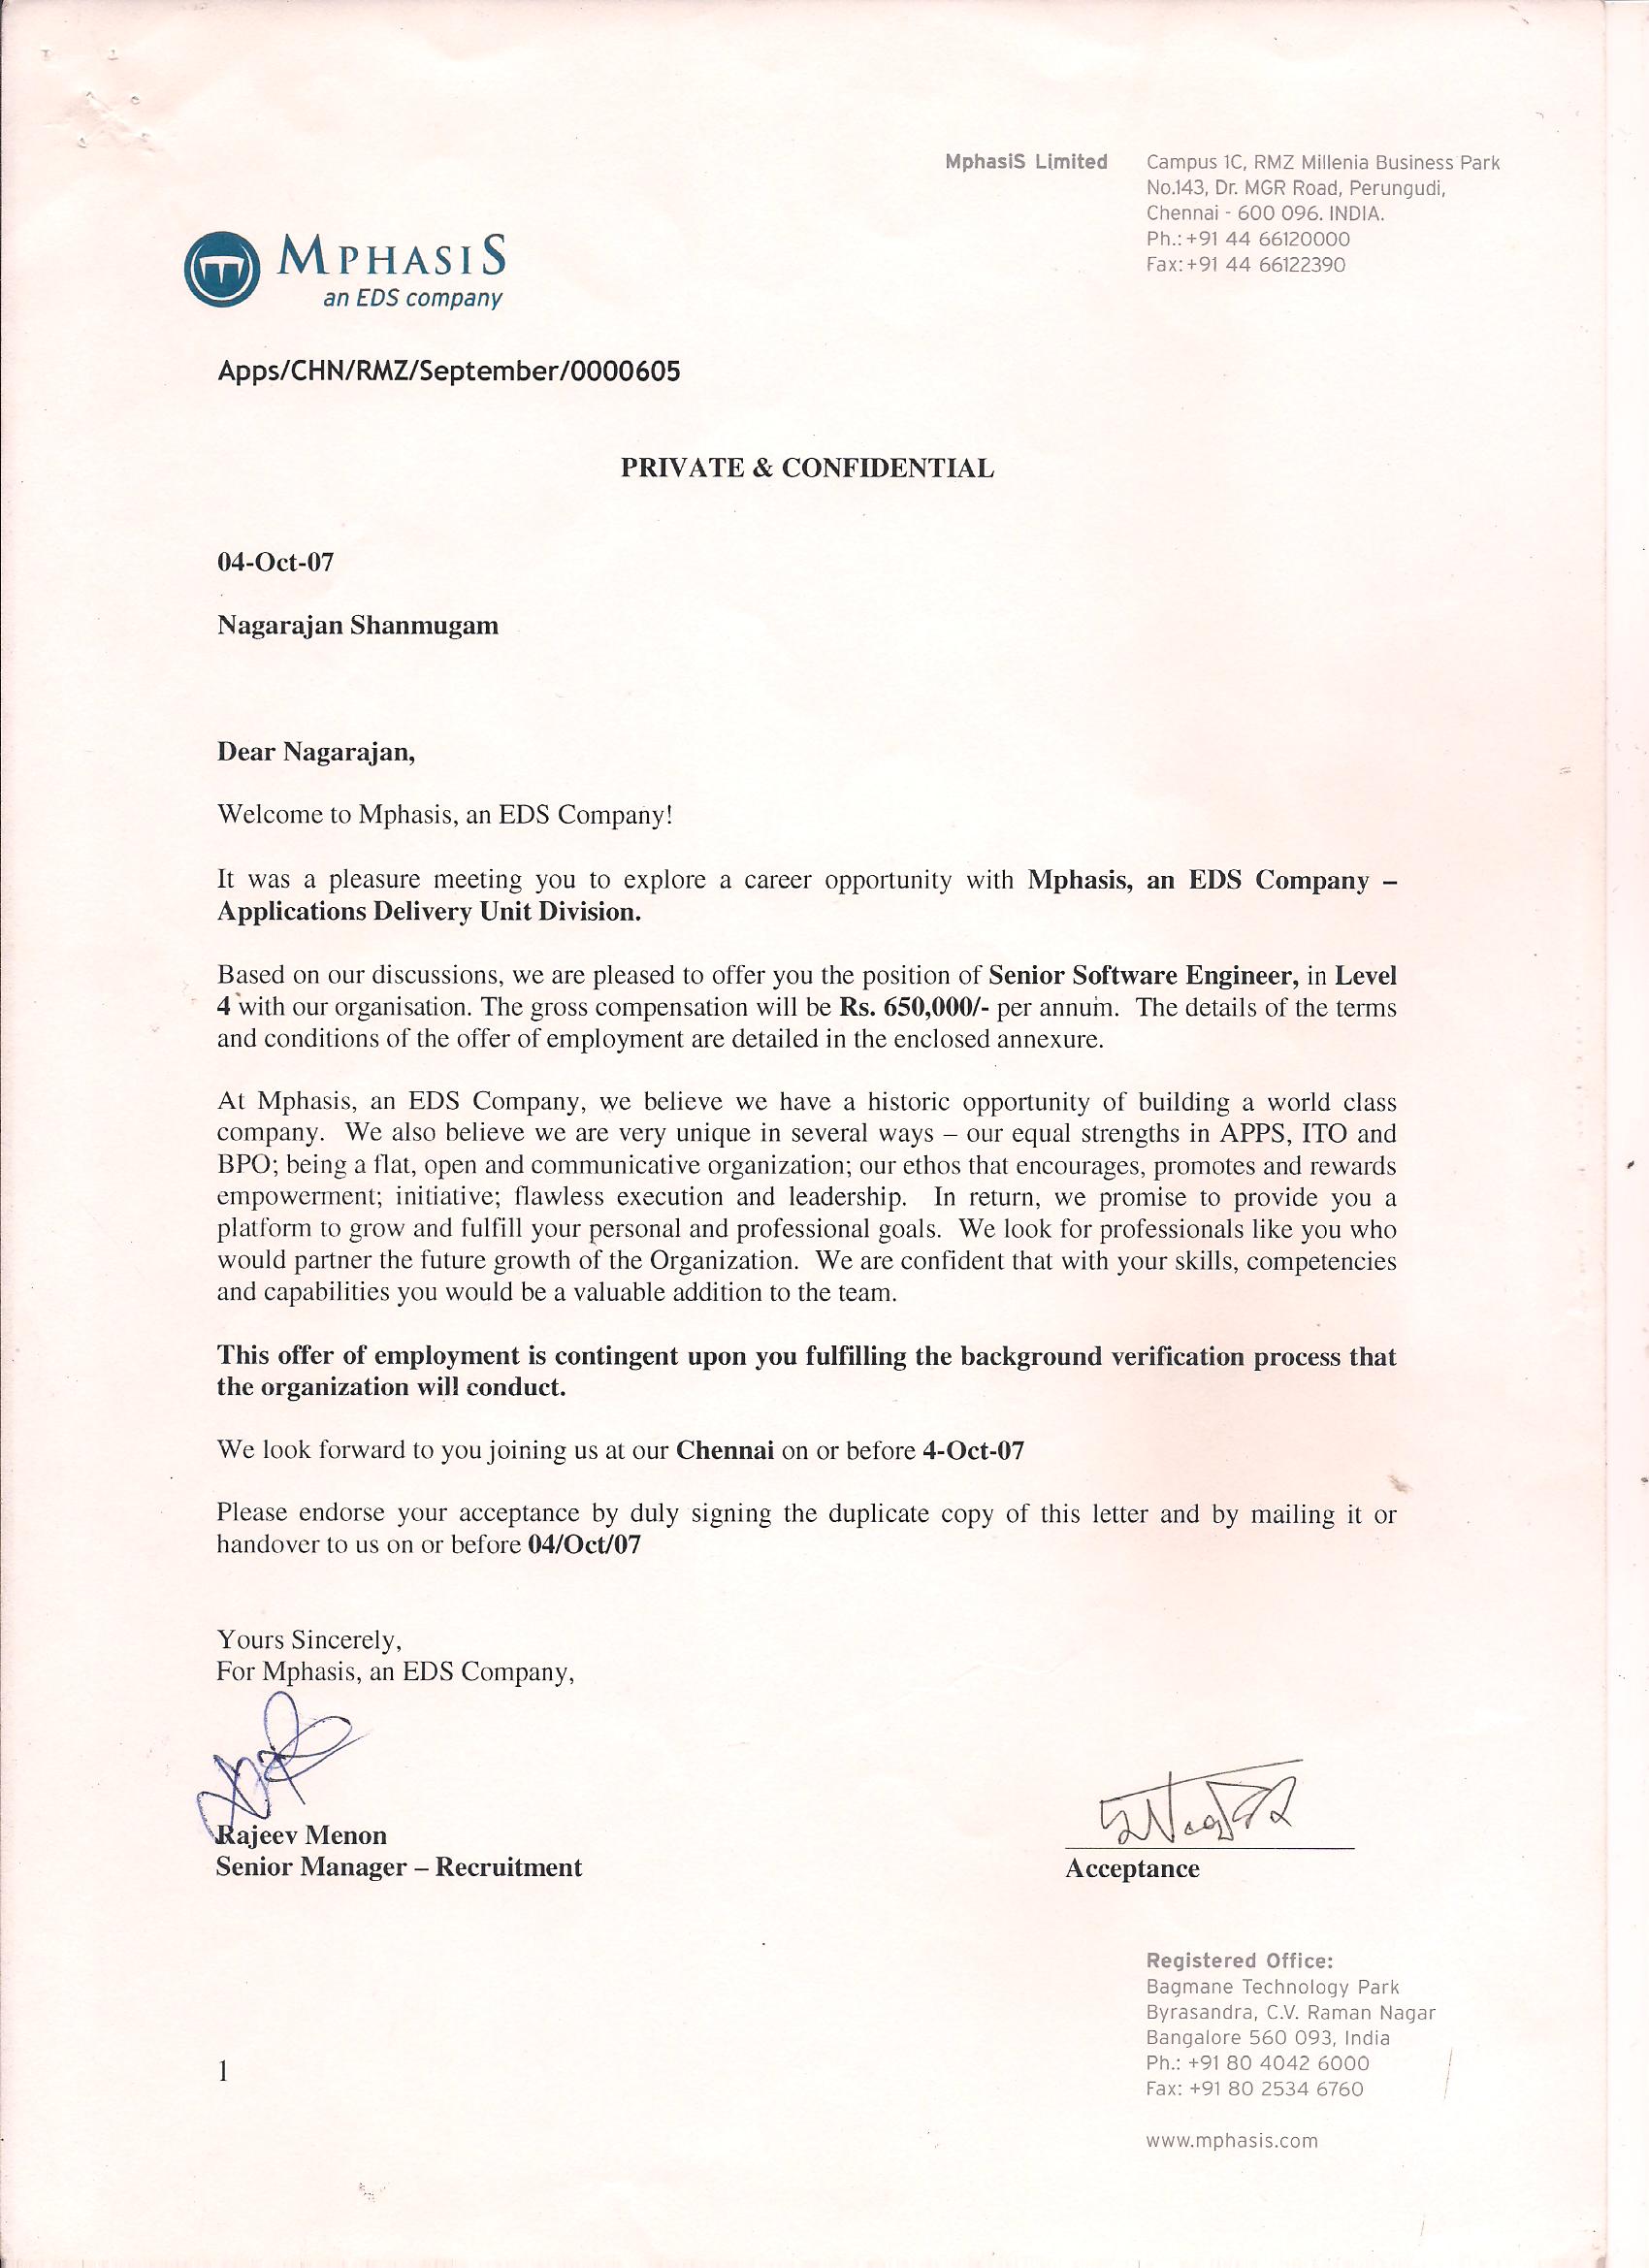 MphasiS Limited
Campus 1C, RMZ Millenia Business Park
No.143, Dr. MGR Road, Perungudi,
Chennai - 600 096. INDIA.
Ph.:+91 44 66120000
Fax:+91 44 66122390
MPHASIS
an EDS company
Apps/CHN/RMZ/September/0000605
PRIVATE & CONFIDENTIAL
04-Oct-07
Nagarajan Shanmugam
Dear Nagarajan,
Welcome to Mphasis, an EDS Company!
It was a pleasure meeting you to explore a career opportunity with Mphasis, an EDS Company –
Applications Delivery Unit Division.
Based on our discussions, we are pleased to offer you the position of Senior Software Engineer, in Level
4 with our organisation. The gross compensation will be Rs. 650,000/- per annum. The details of the terms
and conditions of the offer of employment are detailed in the enclosed annexure.
At Mphasis, an EDS Company, we believe we have a historic opportunity of building a world class
company. We also believe we are very unique in several ways – our equal strengths in APPS, ITO and
BPO; being a flat, open and communicative organization; our ethos that encourages, promotes and rewards
empowerment; initiative; flawless execution and leadership. In return, we promise to provide you a
platform to grow and fulfill your personal and professional goals. We look for professionals like you who
would partner the future growth of the Organization. We are confident that with your skills, competencies
and capabilities you would be a valuable addition to the team.
This offer of employment is contingent upon you fulfilling the background verification process that
the organization will conduct.
We look forward to you joining us at our Chennai on or before 4-Oct-07
Please endorse your acceptance by duly signing the duplicate copy of this letter and by mailing it or
handover to us on or before 04/Oct/07
Yours Sincerely,
For Mphasis, an EDS Company,
Rajeev Menon
Senior Manager – Recruitment
Acceptance
Registered Office:
Bagmane Technology Park
Byrasandra, C.V. Raman Nagar
Bangalore 560 093, India
Ph.: +91 80 4042 6000
Fax: +91 80 2534 6760
www.mphasis.com
1